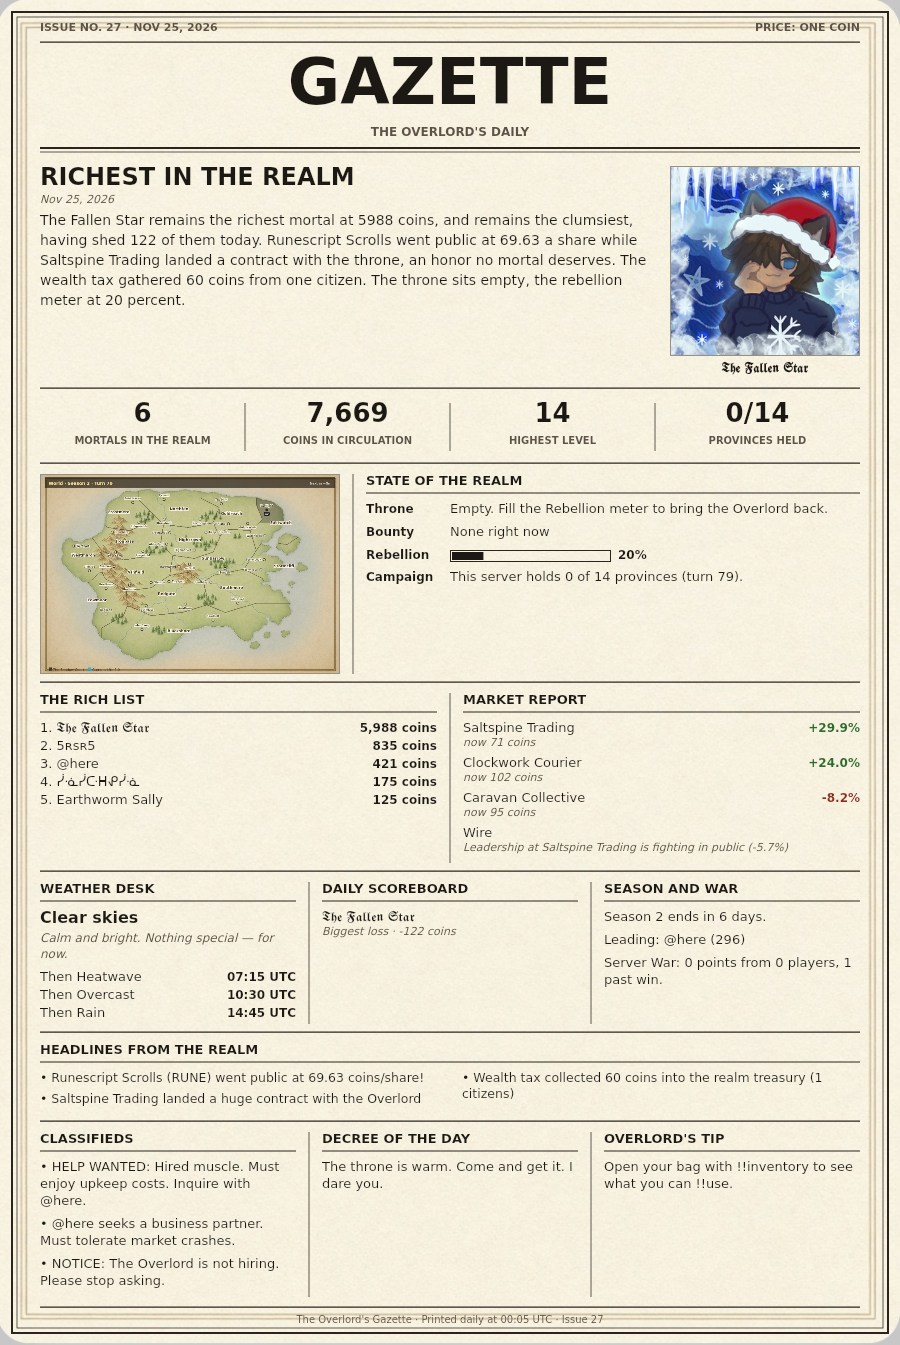 ISSUE NO. 27 · NOV 25, 2026
PRICE: ONE COIN
GAZETTE
THE OVERLORD'S DAILY
RICHEST IN THE REALM
Nov 25, 2026
The Fallen Star remains the richest mortal at 5988 coins, and remains the clumsiest,
having shed 122 of them today. Runescript Scrolls went public at 69.63 a share while
Saltspine Trading landed a contract with the throne, an honor no mortal deserves. The
wealth tax gathered 60 coins from one citizen. The throne sits empty, the rebellion
meter at 20 percent.
𝕿𝖍𝖊 𝕱𝖆𝖑𝖑𝖊𝖓 𝕾𝖙𝖆𝖗
6
MORTALS IN THE REALM
7,669
COINS IN CIRCULATION
14
HIGHEST LEVEL
0/14
PROVINCES HELD
World · Season 2 · Turn 79
STATE OF THE REALM
Throne Empty. Fill the Rebellion meter to bring the Overlord back.
Bounty None right now
Rebellion 20%
Campaign This server holds 0 of 14 provinces (turn 79).
THE RICH LIST
1. 𝕿𝖍𝖊 𝕱𝖆𝖑𝖑𝖊𝖓 𝕾𝖙𝖆𝖗 5,988 coins
2. 5ʀsʀ5 835 coins
3. @here 421 coins
4. 175 coins
5. Earthworm Sally 125 coins
MARKET REPORT
Saltspine Trading +29.9%
now 71 coins
Clockwork Courier +24.0%
now 102 coins
Caravan Collective -8.2%
now 95 coins
Wire
Leadership at Saltspine Trading is fighting in public (-5.7%)
WEATHER DESK
Clear skies
Calm and bright. Nothing special — for
now.
Then Heatwave 07:15 UTC
Then Overcast 10:30 UTC
Then Rain 14:45 UTC
DAILY SCOREBOARD
𝕿𝖍𝖊 𝕱𝖆𝖑𝖑𝖊𝖓 𝕾𝖙𝖆𝖗
Biggest loss · -122 coins
SEASON AND WAR
Season 2 ends in 6 days.
Leading: @here (296)
Server War: 0 points from 0 players, 1
past win.
HEADLINES FROM THE REALM
• Runescript Scrolls (RUNE) went public at 69.63 coins/share!
• Saltspine Trading landed a huge contract with the Overlord
• Wealth tax collected 60 coins into the realm treasury (1
citizens)
CLASSIFIEDS
• HELP WANTED: Hired muscle. Must
enjoy upkeep costs. Inquire with
@here.
• @here seeks a business partner.
Must tolerate market crashes.
• NOTICE: The Overlord is not hiring.
Please stop asking.
DECREE OF THE DAY
The throne is warm. Come and get it. I
dare you.
OVERLORD'S TIP
Open your bag with !!inventory to see
what you can !!use.
The Overlord's Gazette · Printed daily at 00:05 UTC · Issue 27